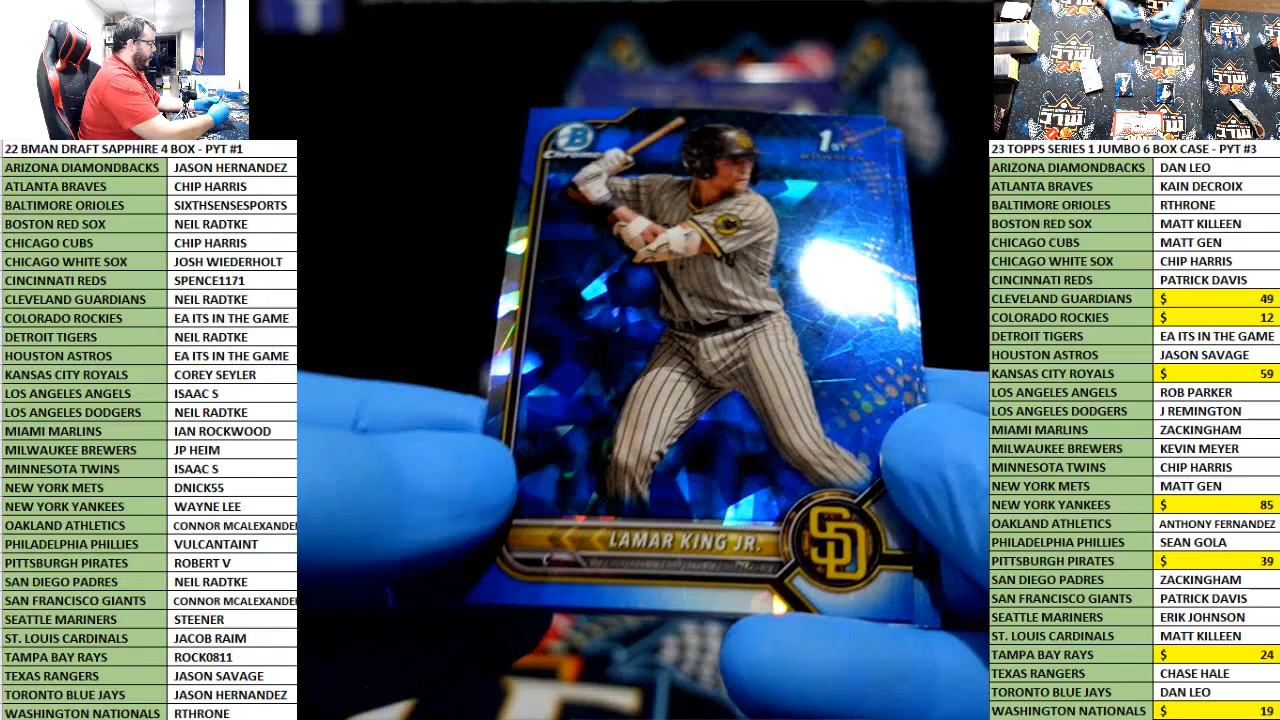 22 BMAN DRAFT SAPPHIRE 4 BOX - PYT #1
ARIZONA DIAMONDBACKS JASON HERNANDEZ
ATLANTA BRAVES CHIP HARRIS
BALTIMORE ORIOLES SIXTHSENSESPORTS
BOSTON RED SOX NEIL RADTKE
CHICAGO CUBS CHIP HARRIS
CHICAGO WHITE SOX JOSH WIEDERHOLT
CINCINNATI REDS SPENCE1171
CLEVELAND GUARDIANS NEIL RADTKE
COLORADO ROCKIES EA ITS IN THE GAME
DETROIT TIGERS NEIL RADTKE
HOUSTON ASTROS EA ITS IN THE GAME
KANSAS CITY ROYALS COREY SEYLER
LOS ANGELES ANGELS ISAAC S
LOS ANGELES DODGERS NEIL RADTKE
MIAMI MARLINS IAN ROCKWOOD
MILWAUKEE BREWERS JP HEIM
MINNESOTA TWINS ISAAC S
NEW YORK METS DNICK55
NEW YORK YANKEES WAYNE LEE
OAKLAND ATHLETICS CONNOR MCALEXANDE
PHILADELPHIA PHILLIES VULCANTAINT
PITTSBURGH PIRATES ROBERT V
SAN DIEGO PADRES NEIL RADTKE
SAN FRANCISCO GIANTS CONNOR MCALEXANDE
SEATTLE MARINERS STEENER
ST. LOUIS CARDINALS JACOB RAIM
TAMPA BAY RAYS ROCK0811
TEXAS RANGERS JASON SAVAGE
TORONTO BLUE JAYS JASON HERNANDEZ
WASHINGTON NATIONALS RTHRONE
B
Chrome
1ST
LAMAR KING JR.
SD
23 TOPPS SERIES 1 JUMBO 6 BOX CASE - PYT #3
ARIZONA DIAMONDBACKS DAN LEO
ATLANTA BRAVES KAIN DECROIX
BALTIMORE ORIOLES RTHRONE
BOSTON RED SOX MATT KILLEEN
CHICAGO CUBS MATT GEN
CHICAGO WHITE SOX CHIP HARRIS
CINCINNATI REDS PATRICK DAVIS
CLEVELAND GUARDIANS $ 49
COLORADO ROCKIES $ 12
DETROIT TIGERS EA ITS IN THE GAME
HOUSTON ASTROS JASON SAVAGE
KANSAS CITY ROYALS $ 59
LOS ANGELES ANGELS ROB PARKER
LOS ANGELES DODGERS J REMINGTON
MIAMI MARLINS ZACKINGHAM
MILWAUKEE BREWERS KEVIN MEYER
MINNESOTA TWINS CHIP HARRIS
NEW YORK METS MATT GEN
NEW YORK YANKEES $ 85
OAKLAND ATHLETICS ANTHONY FERNANDEZ
PHILADELPHIA PHILLIES SEAN GOLA
PITTSBURGH PIRATES $ 39
SAN DIEGO PADRES ZACKINGHAM
SAN FRANCISCO GIANTS PATRICK DAVIS
SEATTLE MARINERS ERIK JOHNSON
ST. LOUIS CARDINALS MATT KILLEEN
TAMPA BAY RAYS $ 24
TEXAS RANGERS CHASE HALE
TORONTO BLUE JAYS DAN LEO
WASHINGTON NATIONALS $ 19